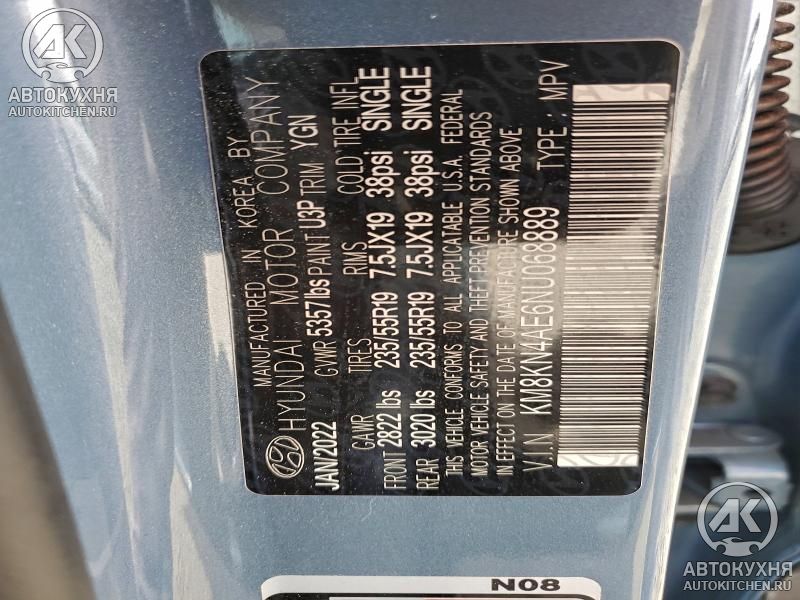 MANUFACTURED IN KOREA BY
HYUNDAI MOTOR COMPANY
JAN/2022 GVWR 5357lbs PAINT U3P TRIM YGN
GAWR TIRES RIMS COLD TIRE INFL.
FRONT 2822 lbs 235/55R19 7.5JX19 38psi SINGLE
REAR 3020 lbs 235/55R19 7.5JX19 38psi SINGLE
THIS VEHICLE CONFORMS TO ALL APPLICABLE U.S.A. FEDERAL
MOTOR VEHICLE SAFETY AND THEFT PREVENTION STANDARDS
IN EFFECT ON THE DATE OF MANUFACTURE SHOWN ABOVE
V.I.N KM8KN4AE6NU068889 TYPE : MPV
N08
АК
АВТОКУХНЯ
AUTOKITCHEN.RU
АК
АВТОКУХНЯ
AUTOKITCHEN.RU